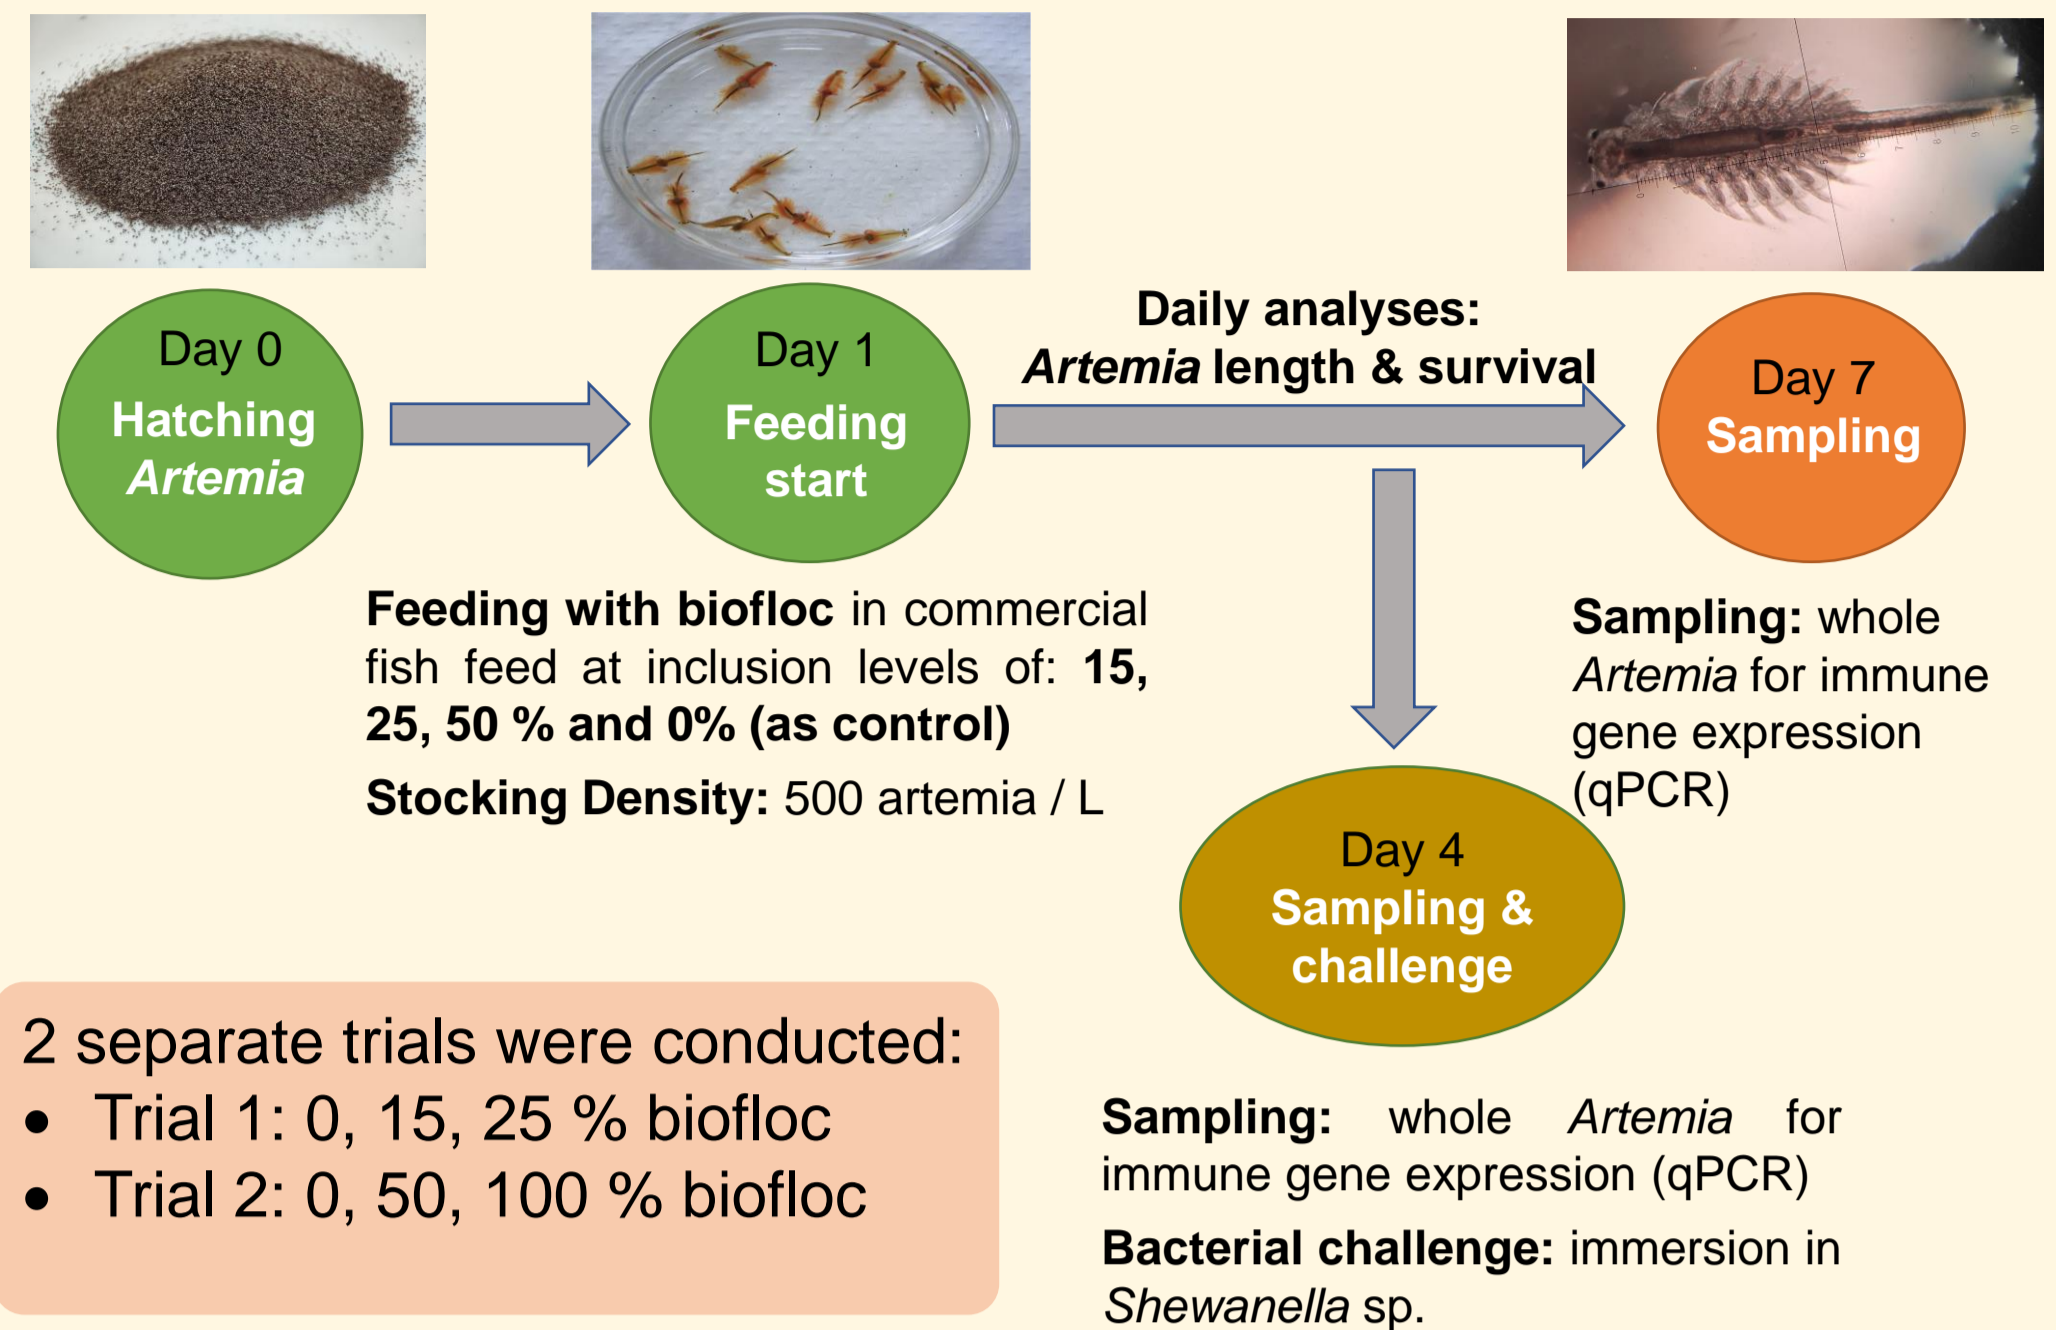 Day 0
Hatching
Artemia
Day 1
Feeding
start
Daily analyses:
Artemia length & survival
Day 7
Sampling
Feeding with biofloc in commercial
fish feed at inclusion levels of: 15,
25, 50 % and 0% (as control)
Stocking Density: 500 artemia / L
Sampling: whole
Artemia for immune
gene expression
(qPCR)
Day 4
Sampling &
challenge
2 separate trials were conducted:
• Trial 1: 0, 15, 25 % biofloc
• Trial 2: 0, 50, 100 % biofloc
Sampling: whole Artemia for
immune gene expression (qPCR)
Bacterial challenge: immersion in
Shewanella sp.